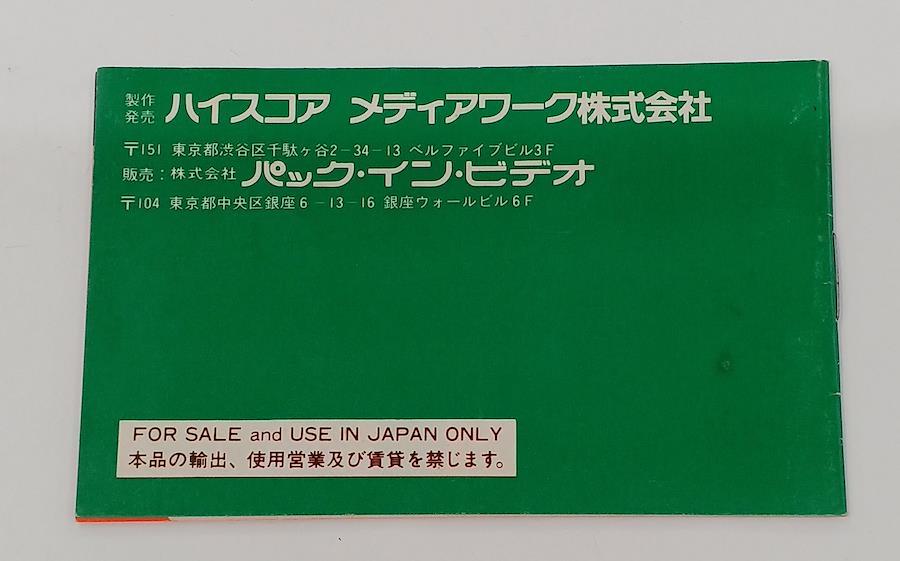 製作
発売 ハイスコア メディアワーク株式会社
〒151 東京都渋谷区千駄ヶ谷2-34-13 ベルファイブビル3F
販売：株式会社 パック・イン・ビデオ
〒104 東京都中央区銀座6-13-16 銀座ウォールビル6F
FOR SALE and USE IN JAPAN ONLY
本品の輸出、使用営業及び賃貸を禁じます。